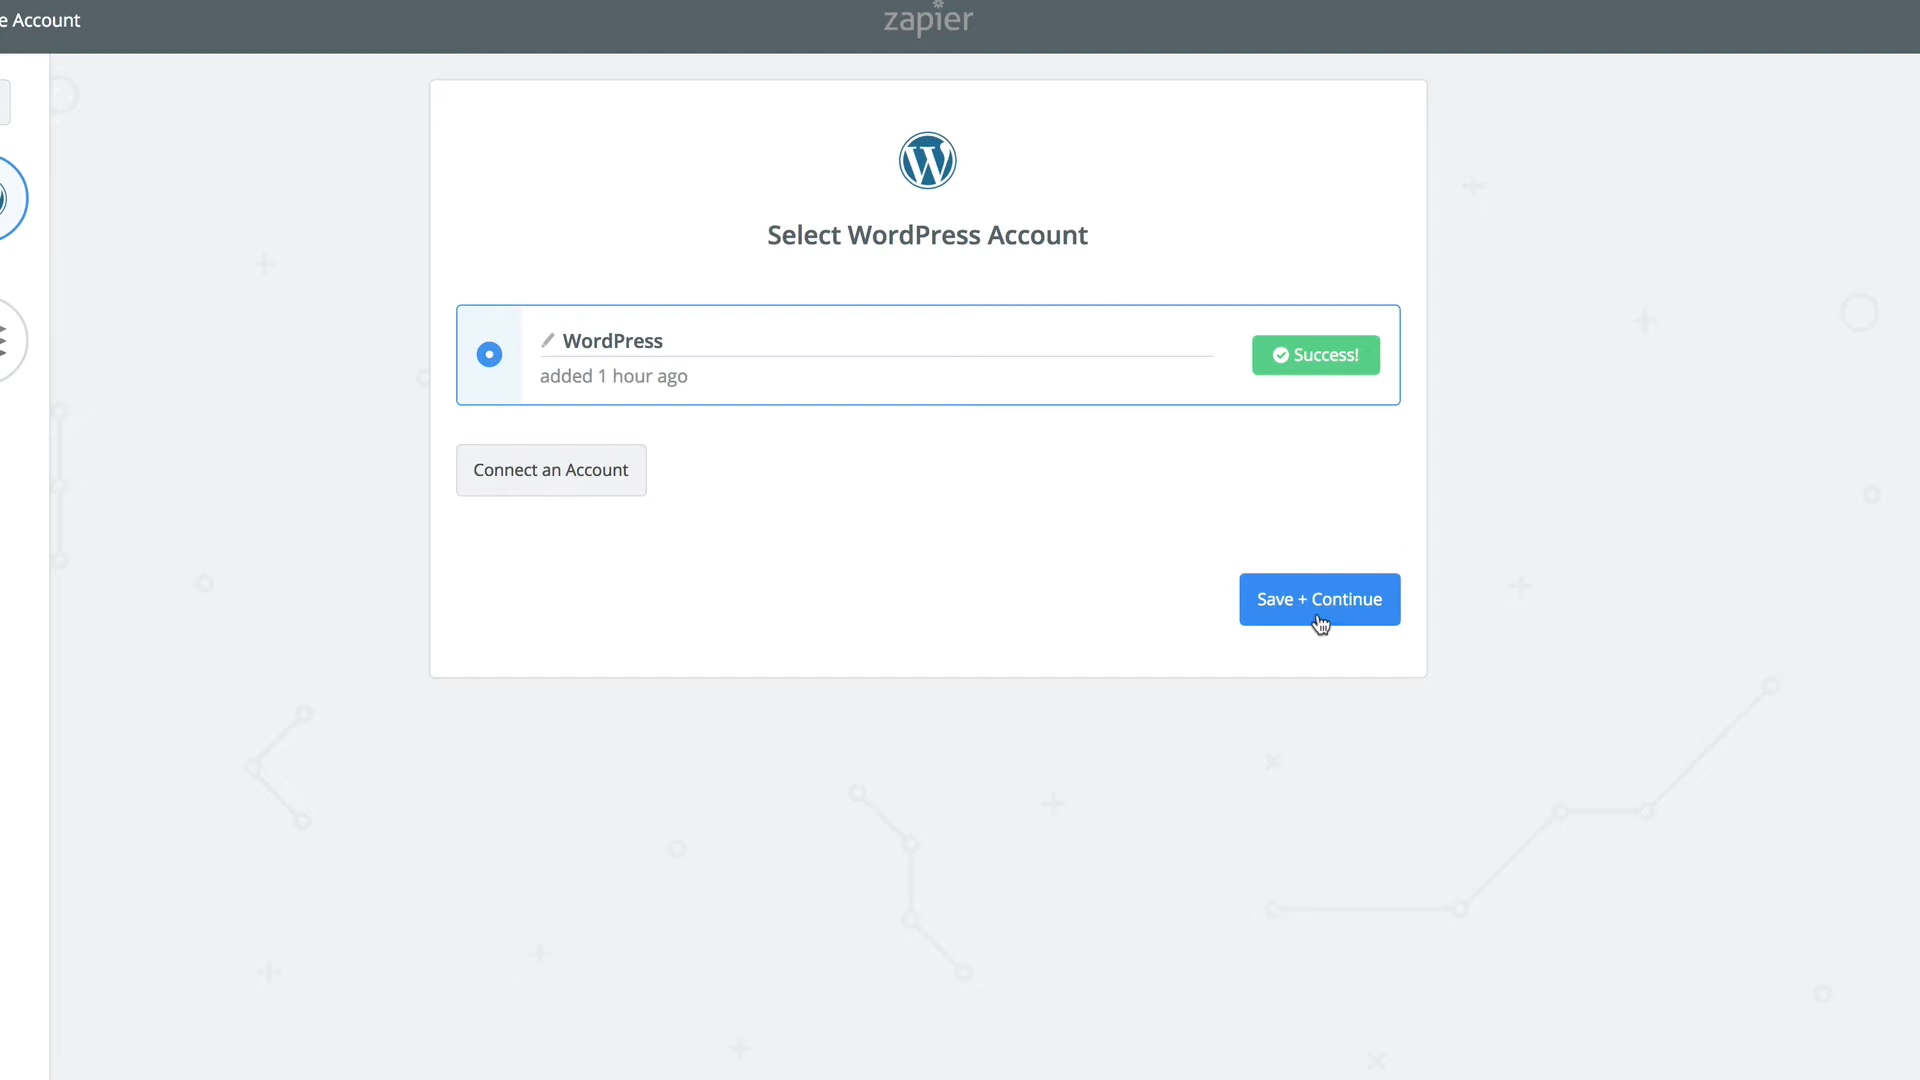 e Account
zapier
Select WordPress Account
WordPress
added 1 hour ago
Success!
Connect an Account
Save + Continue